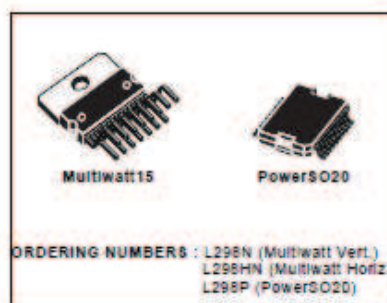 Multiwatt15 PowerSO20
ORDERING NUMBERS : L298N (Multiwatt Vert.)
L298HN (Multiwatt Horiz.
L298P (PowerSO20)